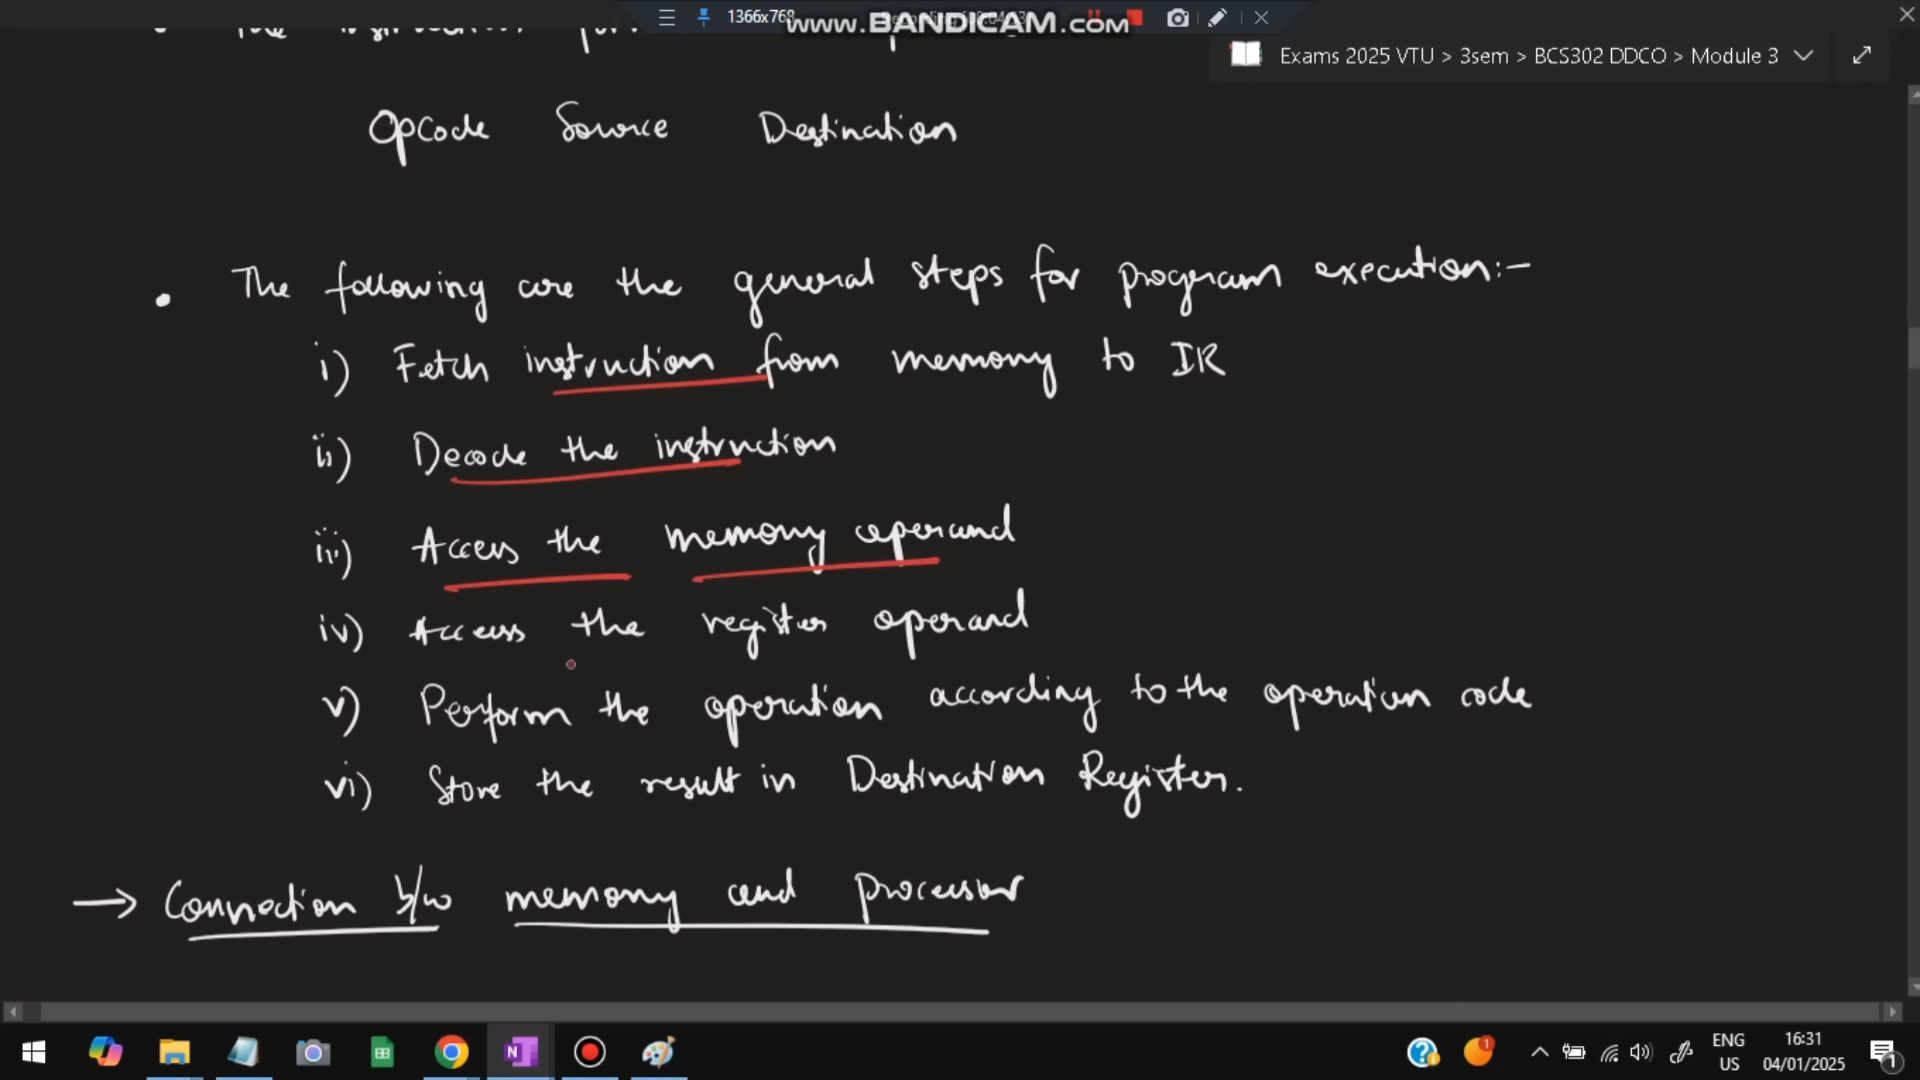 1366x768
www.BANDICAM.com
Exams 2025 VTU > 3sem > BCS302 DDCO > Module 3
Opcode Source Destination
• The following are the general steps for program execution:-
i) Fetch instruction from memory to IR
ii) Decode the instruction
iii) Access the memory operand
iv) Access the register operand
v) Perform the operation according to the operation code
vi) Store the result in Destination Register.
→ Connection b/w memory and processor
ENG
US
16:31
04/01/2025